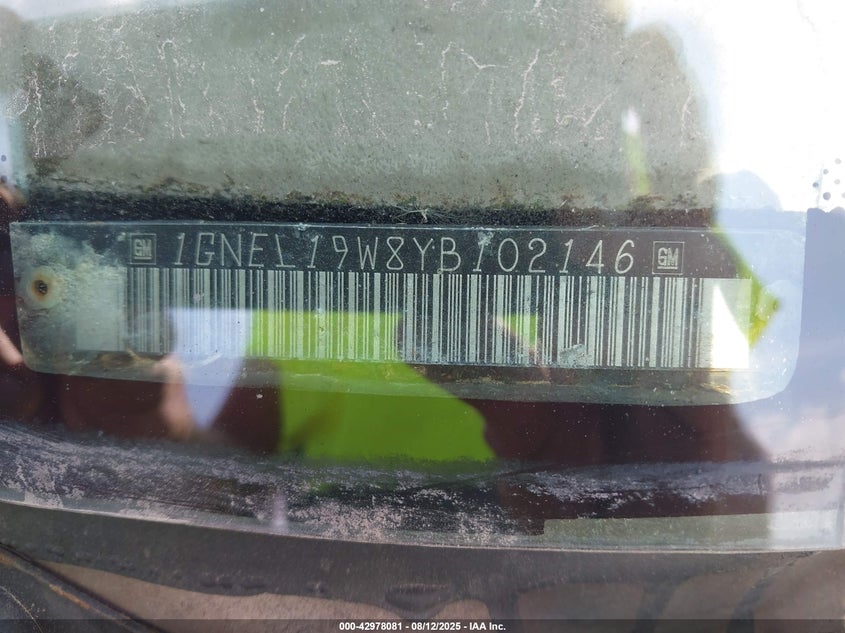 GM 1GNEL19W8YB102146 GM
000-42978081 - 08/12/2025 - IAA Inc.